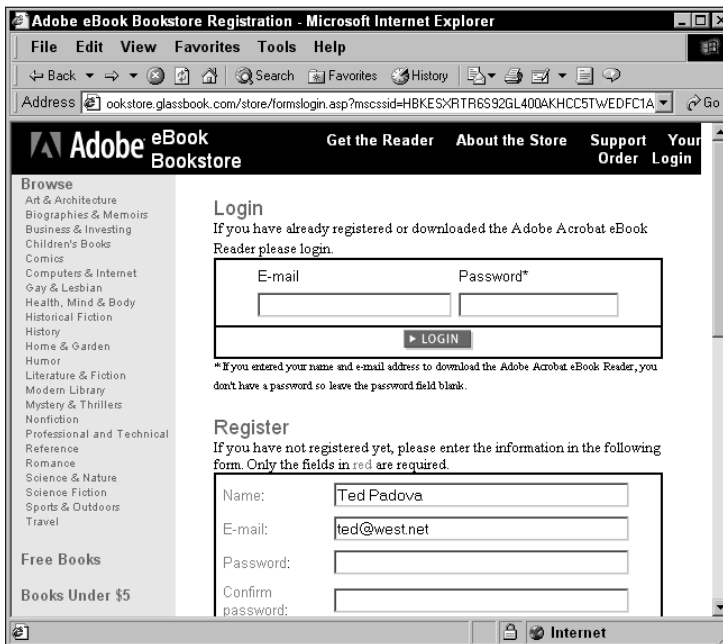 Adobe eBook Bookstore Registration - Microsoft Internet Explorer
File Edit View Favorites Tools Help
Back Search Favorites History
Address ookstore.glassbook.com/store/formslogin.asp?mscssid=HBKESXRTR6S92GL400AKHCC5TWEDFC1A Go
Adobe eBook Bookstore
Get the Reader About the Store Support Your
Order Login
Browse
Art & Architecture
Biographies & Memoirs
Business & Investing
Children's Books
Comics
Computers & Internet
Gay & Lesbian
Health, Mind & Body
Historical Fiction
History
Home & Garden
Humor
Literature & Fiction
Modern Library
Mystery & Thrillers
Nonfiction
Professional and Technical
Reference
Romance
Science & Nature
Science Fiction
Sports & Outdoors
Travel
Free Books
Books Under $5
Login
If you have already registered or downloaded the Adobe Acrobat eBook
Reader please login.
E-mail Password*
LOGIN
*If you entered your name and e-mail address to download the Adobe Acrobat eBook Reader, you
don't have a password so leave the password field blank.
Register
If you have not registered yet, please enter the information in the following
form. Only the fields in red are required.
Name: Ted Padova
E-mail: ted@west.net
Password:
Confirm
password:
Internet